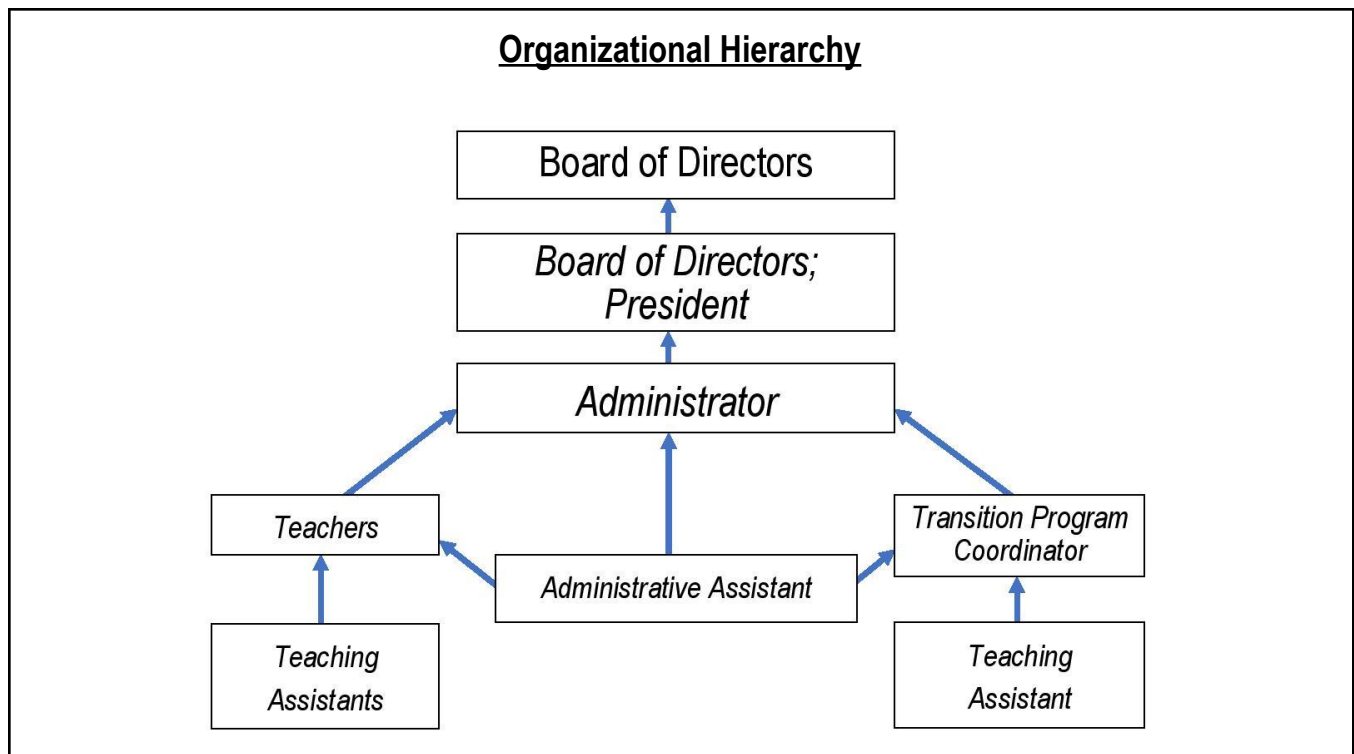 Organizational Hierarchy
Board of Directors
Board of Directors;
President
Administrator
Teachers
Transition Program
Coordinator
Administrative Assistant
Teaching
Assistants
Teaching
Assistant